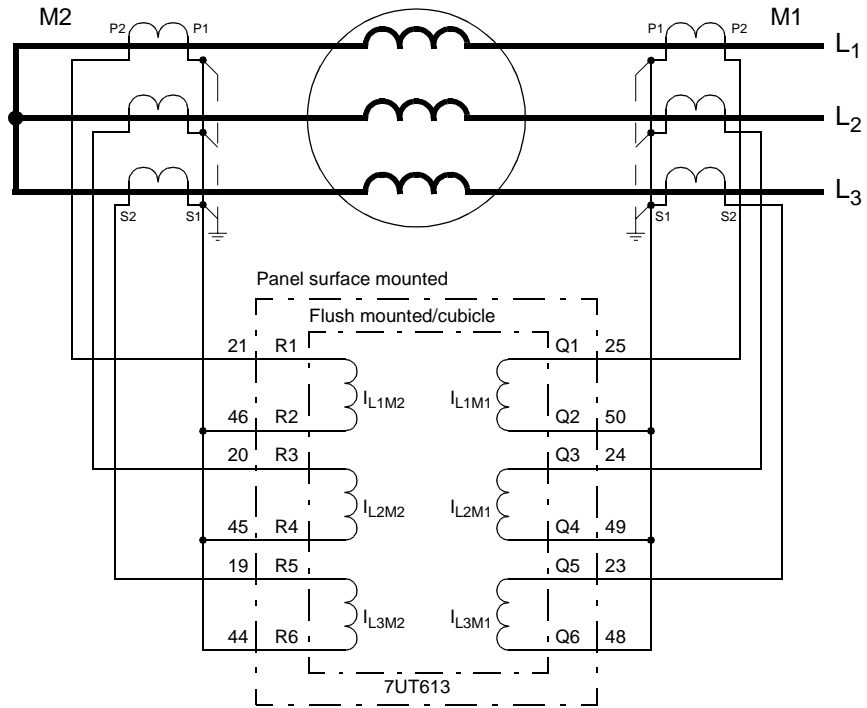 M2 M1
P2 P1 P1 P2
L1
L2
L3
S2 S1 S1 S2
Panel surface mounted
Flush mounted/cubicle
21 R1 Q1 25
IL1M2 IL1M1
46 R2 Q2 50
20 R3 Q3 24
IL2M2 IL2M1
45 R4 Q4 49
19 R5 Q5 23
IL3M2 IL3M1
44 R6 Q6 48
7UT613